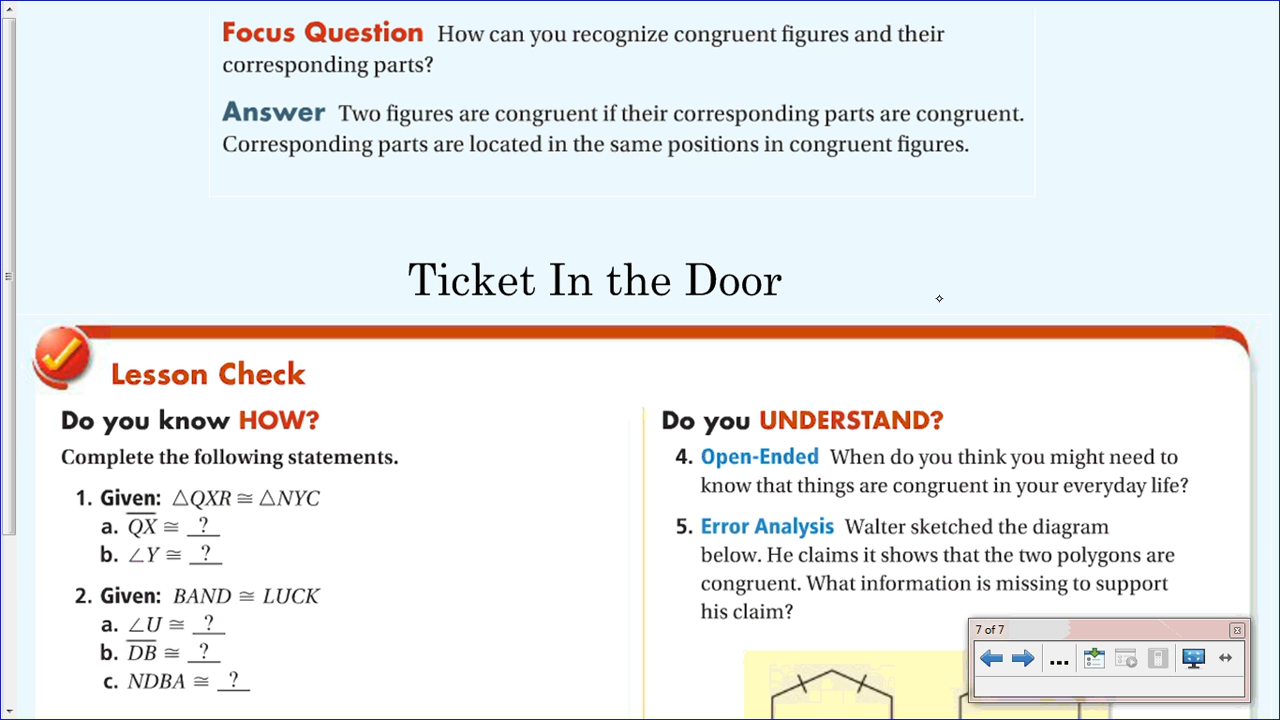 Focus Question How can you recognize congruent figures and their
corresponding parts?
Answer Two figures are congruent if their corresponding parts are congruent.
Corresponding parts are located in the same positions in congruent figures.
Ticket In the Door
Lesson Check
Do you know HOW?
Complete the following statements.
1. Given: △QXR ≅ △NYC
a. Q̅X̅ ≅ ?
b. ∠Y ≅ ?
2. Given: BAND ≅ LUCK
a. ∠U ≅ ?
b. D̅B̅ ≅ ?
c. NDBA ≅ ?
Do you UNDERSTAND?
4. Open-Ended When do you think you might need to
know that things are congruent in your everyday life?
5. Error Analysis Walter sketched the diagram
below. He claims it shows that the two polygons are
congruent. What information is missing to support
his claim?
7 of 7